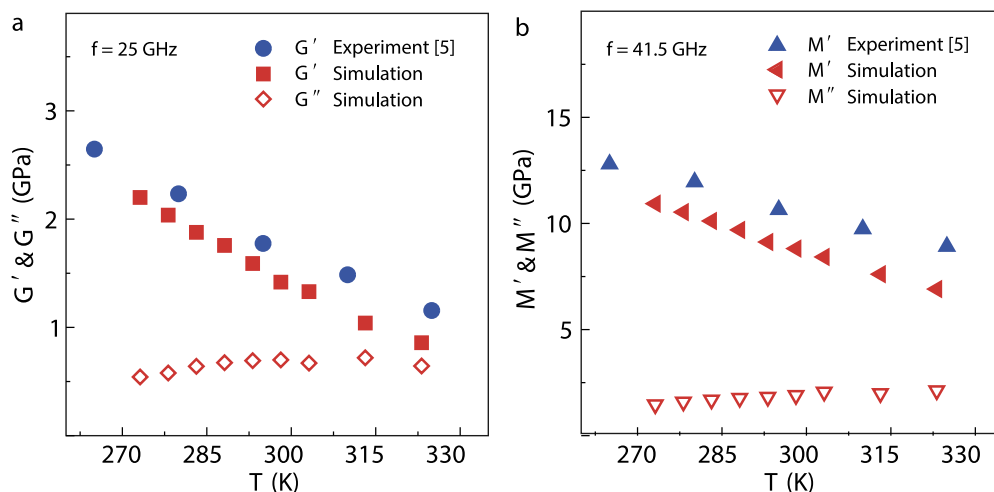 a
f = 25 GHz
G′ Experiment [5]
G′ Simulation
G″ Simulation
3
2
1
G′ & G″ (GPa)
270 285 300 315 330
T (K)
b
f = 41.5 GHz
M′ Experiment [5]
M′ Simulation
M″ Simulation
15
10
5
M′ & M″ (GPa)
270 285 300 315 330
T (K)